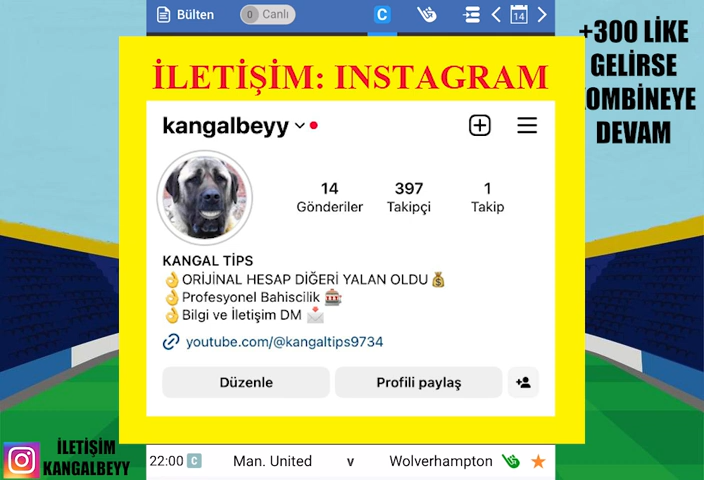 Bülten
0 Canlı
C
14
+300 LİKE
GELİRSE
KOMBİNEYE
DEVAM
İLETİŞİM: INSTAGRAM
kangalbeyy
14 397 1
Gönderiler Takipçi Takip
KANGAL TİPS
👌ORİJİNAL HESAP DİĞERİ YALAN OLDU💰
👌Profesyonel Bahiscilik 🎰
👌Bilgi ve İletişim DM 📩
youtube.com/@kangaltips9734
Düzenle Profili paylaş
İLETİŞİM
KANGALBEYY
22:00 C Man. United v Wolverhampton